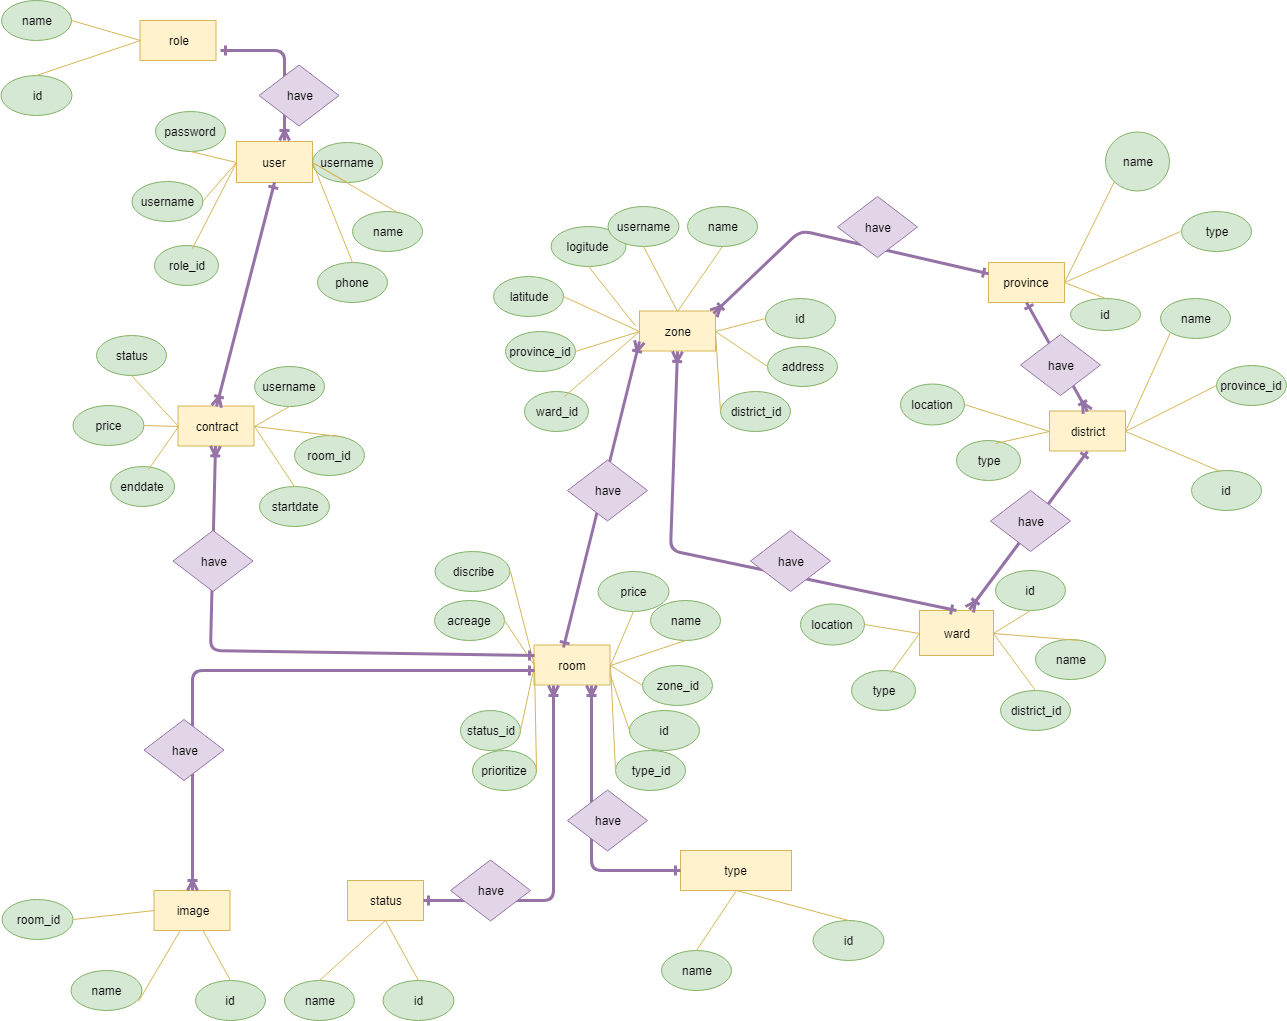 name
role
id
have
password
user
username
username
name
role_id
phone
status
username
price
contract
room_id
enddate
startdate
have
username
name
logitude
latitude
id
zone
province_id
address
ward_id
district_id
have
name
type
province
id
name
have
province_id
location
district
type
id
have
have
have
id
location
ward
name
type
district_id
discribe
price
acreage
name
room
zone_id
status_id
id
prioritize
type_id
have
have
have
type
status
image
room_id
id
name
name
id
name
id